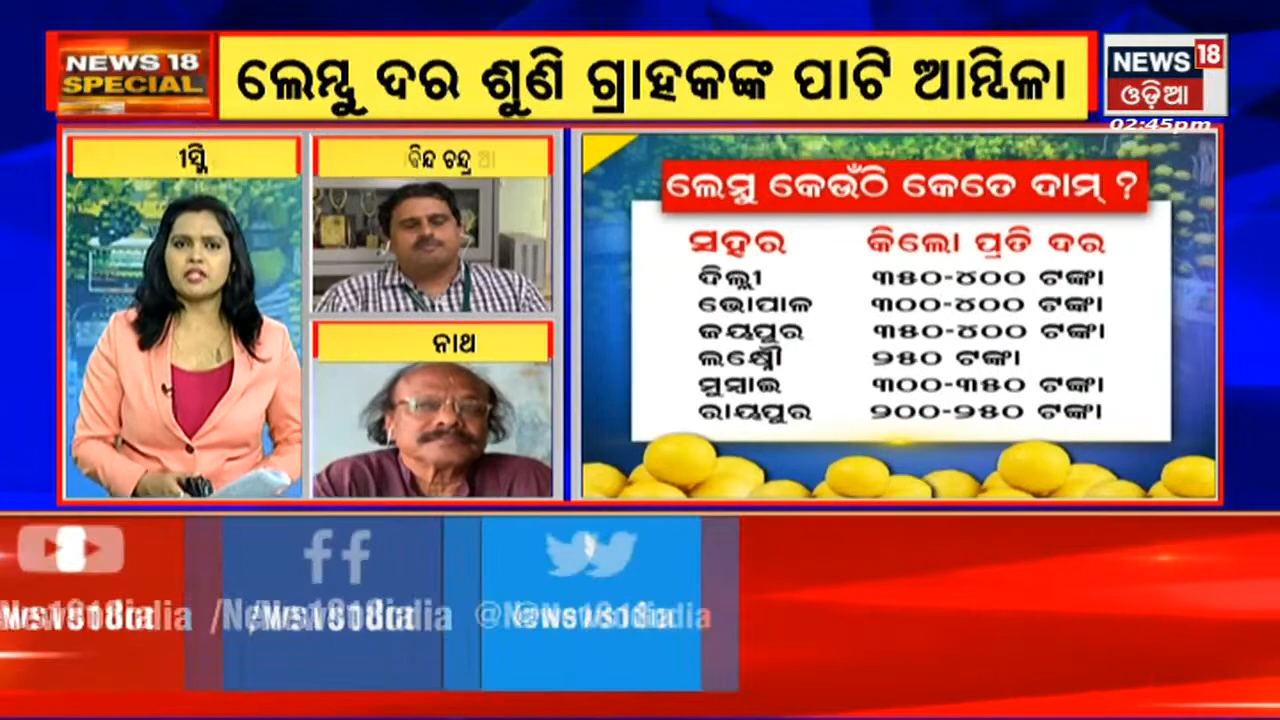 NEWS 18
SPECIAL
ଲେମ୍ବୁ ଦର ଶୁଣି ଗ୍ରାହକଙ୍କ ପାଟି ଆମ୍ବିଳା
NEWS 18
ଓଡ଼ିଆ
02:45pm
ବିନ୍ଦ ଚନ୍ଦ୍ର
ନାଥ
ଲେମ୍ବୁ କେଉଁଠି କେତେ ଦାମ୍ ?
ସହର କିଲୋ ପ୍ରତି ଦର
ଦିଲ୍ଲୀ ୩୫୦-୪୦୦ ଟଙ୍କା
ଭୋପାଳ ୩୦୦-୪୦୦ ଟଙ୍କା
ଜୟପୁର ୩୫୦-୪୦୦ ଟଙ୍କା
ଲକ୍ଷ୍ନୌ ୨୫୦ ଟଙ୍କା
ମୁମ୍ବାଇ ୩୦୦-୩୫୦ ଟଙ୍କା
ରାୟପୁର ୨୦୦-୨୫୦ ଟଙ୍କା